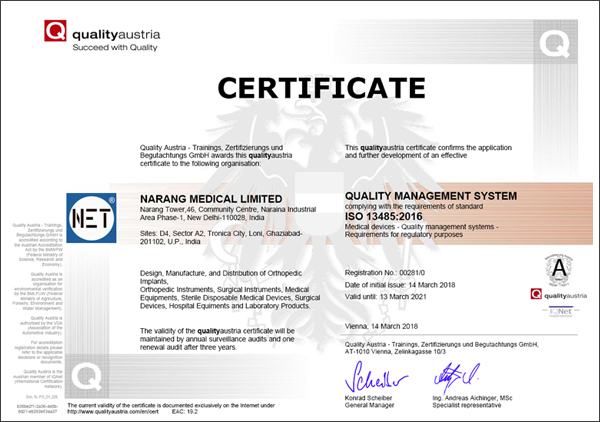 qualityaustria
Succeed with Quality
Q
CERTIFICATE
Quality Austria - Trainings, Zertifizierungs und
Begutachtungs GmbH awards this qualityaustria
certificate to the following organisation:
This qualityaustria certificate confirms the application
and further development of an effective
NET
NARANG MEDICAL LIMITED
Narang Tower,46, Community Centre, Naraina Industrial
Area Phase-1, New Delhi-110028, India
Sites: D4, Sector A2, Tronica City, Loni, Ghaziabad-
201102, U.P., India
QUALITY MANAGEMENT SYSTEM
complying with the requirements of standard
ISO 13485:2016
Medical devices - Quality management systems -
Requirements for regulatory purposes
Design, Manufacture, and Distribution of Orthopedic
Implants,
Orthopedic Instruments, Surgical Instruments, Medical
Equipments, Sterile Disposable Medical Devices, Surgical
Devices, Hospital Equiments and Laboratory Products.
Registration No.: 00281/0
Date of initial issue: 14 March 2018
Valid until: 13 March 2021
A
qualityaustria
IQNet
The validity of the qualityaustria certificate will be
maintained by annual surveillance audits and one
renewal audit after three years.
Vienna, 14 March 2018
Quality Austria - Trainings, Zertifizierungs und Begutachtungs GmbH,
AT-1010 Vienna, Zelinkagasse 10/3
Konrad Scheiber
General Manager
Ing. Andreas Aichinger, MSc
Specialist representative
Quality Austria - Trainings,
Zertifizierungs und
Begutachtungs GmbH is
accredited according to
the Austrian Accreditation
Act by the BMWFW
(Federal Ministry of
Science, Research and
Economy).
Quality Austria is
accredited as an
organisation for
environmental verification
by the BMLFUW (Federal
Ministry of Agriculture,
Forestry, Environment and
Water Management).
Quality Austria is
authorised by the VDA
(Association of the
Automotive Industry).
For accreditation
registration details please
refer to the applicable
decisions or recognition
documents.
Quality Austria is the
Austrian member of IQNet
(International Certification
Network).
Q
The current validity of the certificate is documented exclusively on the Internet under
http://www.qualityaustria.com/en/cert
EAC: 19.2